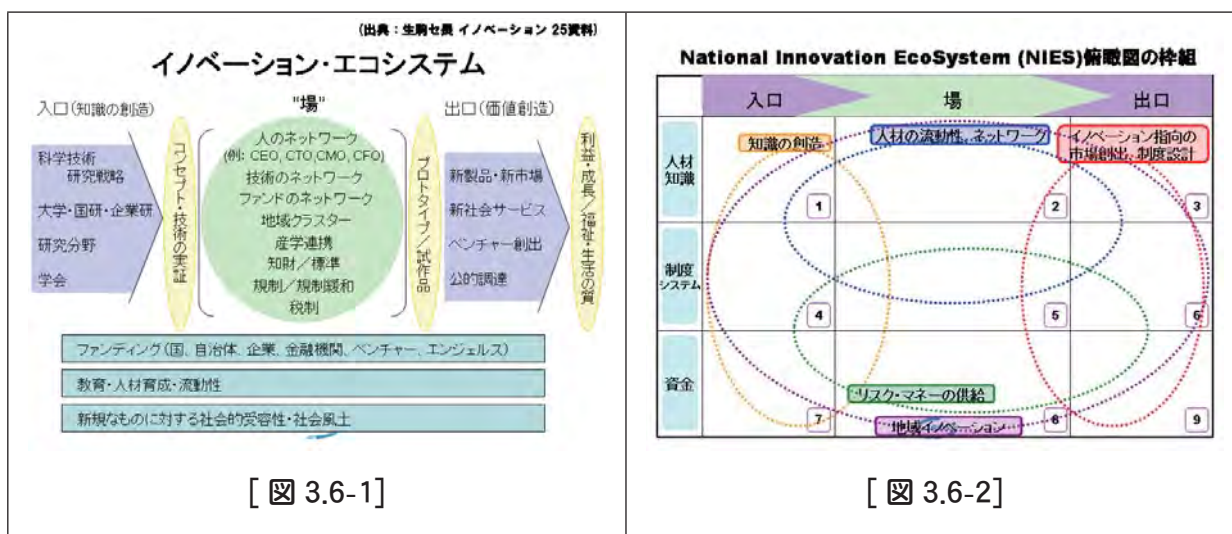 (出典：生駒セ長 イノベーション 25資料)
イノベーション・エコシステム
入口(知識の創造)
"場"
出口(価値創造)
科学技術
研究戦略
大学・国研・企業研
研究分野
学会
コンセプト・技術の実証
人のネットワーク
(例: CEO, CTO,CMO, CFO)
技術のネットワーク
ファンドのネットワーク
地域クラスター
産学連携
知財／標準
規制／規制緩和
税制
プロトタイプ／試作品
新製品・新市場
新社会サービス
ベンチャー創出
公的調達
利益・成長／福祉・生活の質
ファンディング(国、自治体、企業、金融機関、ベンチャー、エンジェルス)
教育・人材育成・流動性
新規なものに対する社会的受容性・社会風土
[ 図 3.6-1]
National Innovation EcoSystem (NIES)俯瞰図の枠組
入口
場
出口
人材
知識
知識の創造
人材の流動性、ネットワーク
イノベーション指向の
市場創出、制度設計
1
2
3
制度
システム
4
5
6
資金
リスク・マネーの供給
地域イノベーション
7
8
9
[ 図 3.6-2]